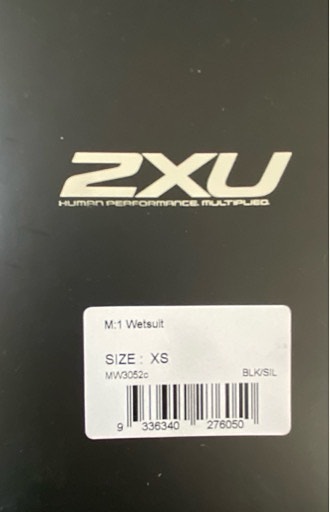 2XU
HUMAN PERFORMANCE. MULTIPLIED.
M:1 Wetsuit
SIZE : XS
MW3052c
BLK/SIL
9 336340 276050